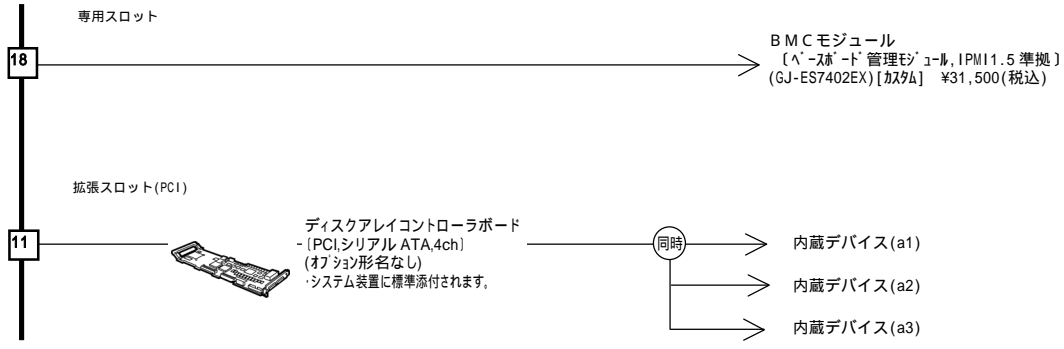 専用スロット
18
ＢＭＣモジュール
〔ﾍﾞｰｽﾎﾞｰﾄﾞ管理ﾓｼﾞｭｰﾙ,IPMI1.5 準拠〕
(GJ-ES7402EX)[ｶｽﾀﾑ] ¥31,500(税込)
拡張スロット(PCI)
11
ディスクアレイコントローラボード
〔PCI,シリアル ATA,4ch〕
(ｵﾌﾟｼｮﾝ形名なし)
･システム装置に標準添付されます。
同時
内蔵デバイス(a1)
内蔵デバイス(a2)
内蔵デバイス(a3)